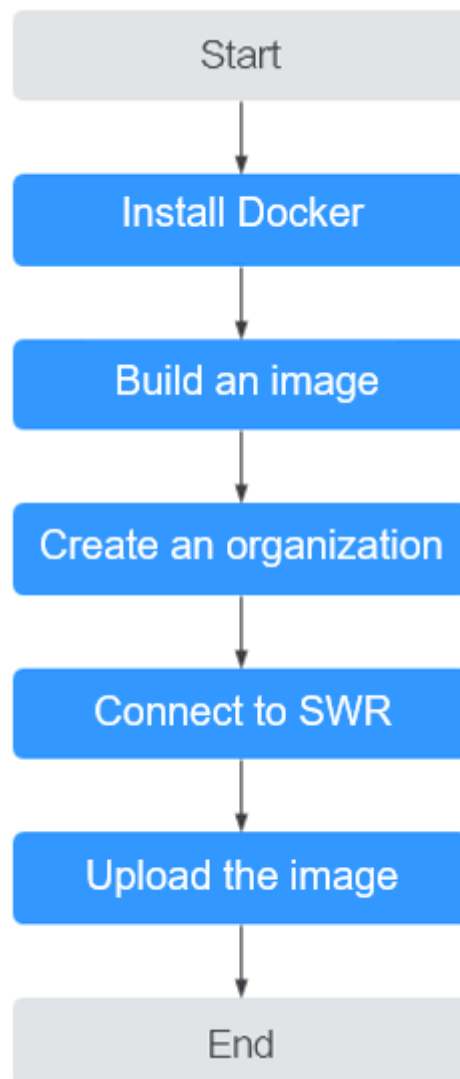 Start
Install Docker
Build an image
Create an organization
Connect to SWR
Upload the image
End